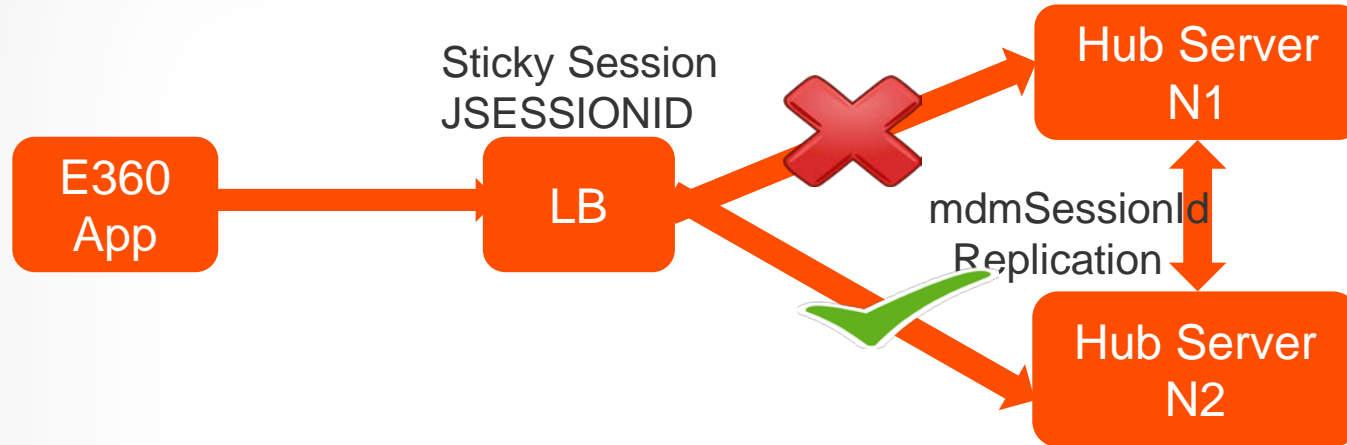 Sticky Session
JSESSIONID
E360
App
LB
Hub Server
N1
mdmSessionId
Replication
Hub Server
N2